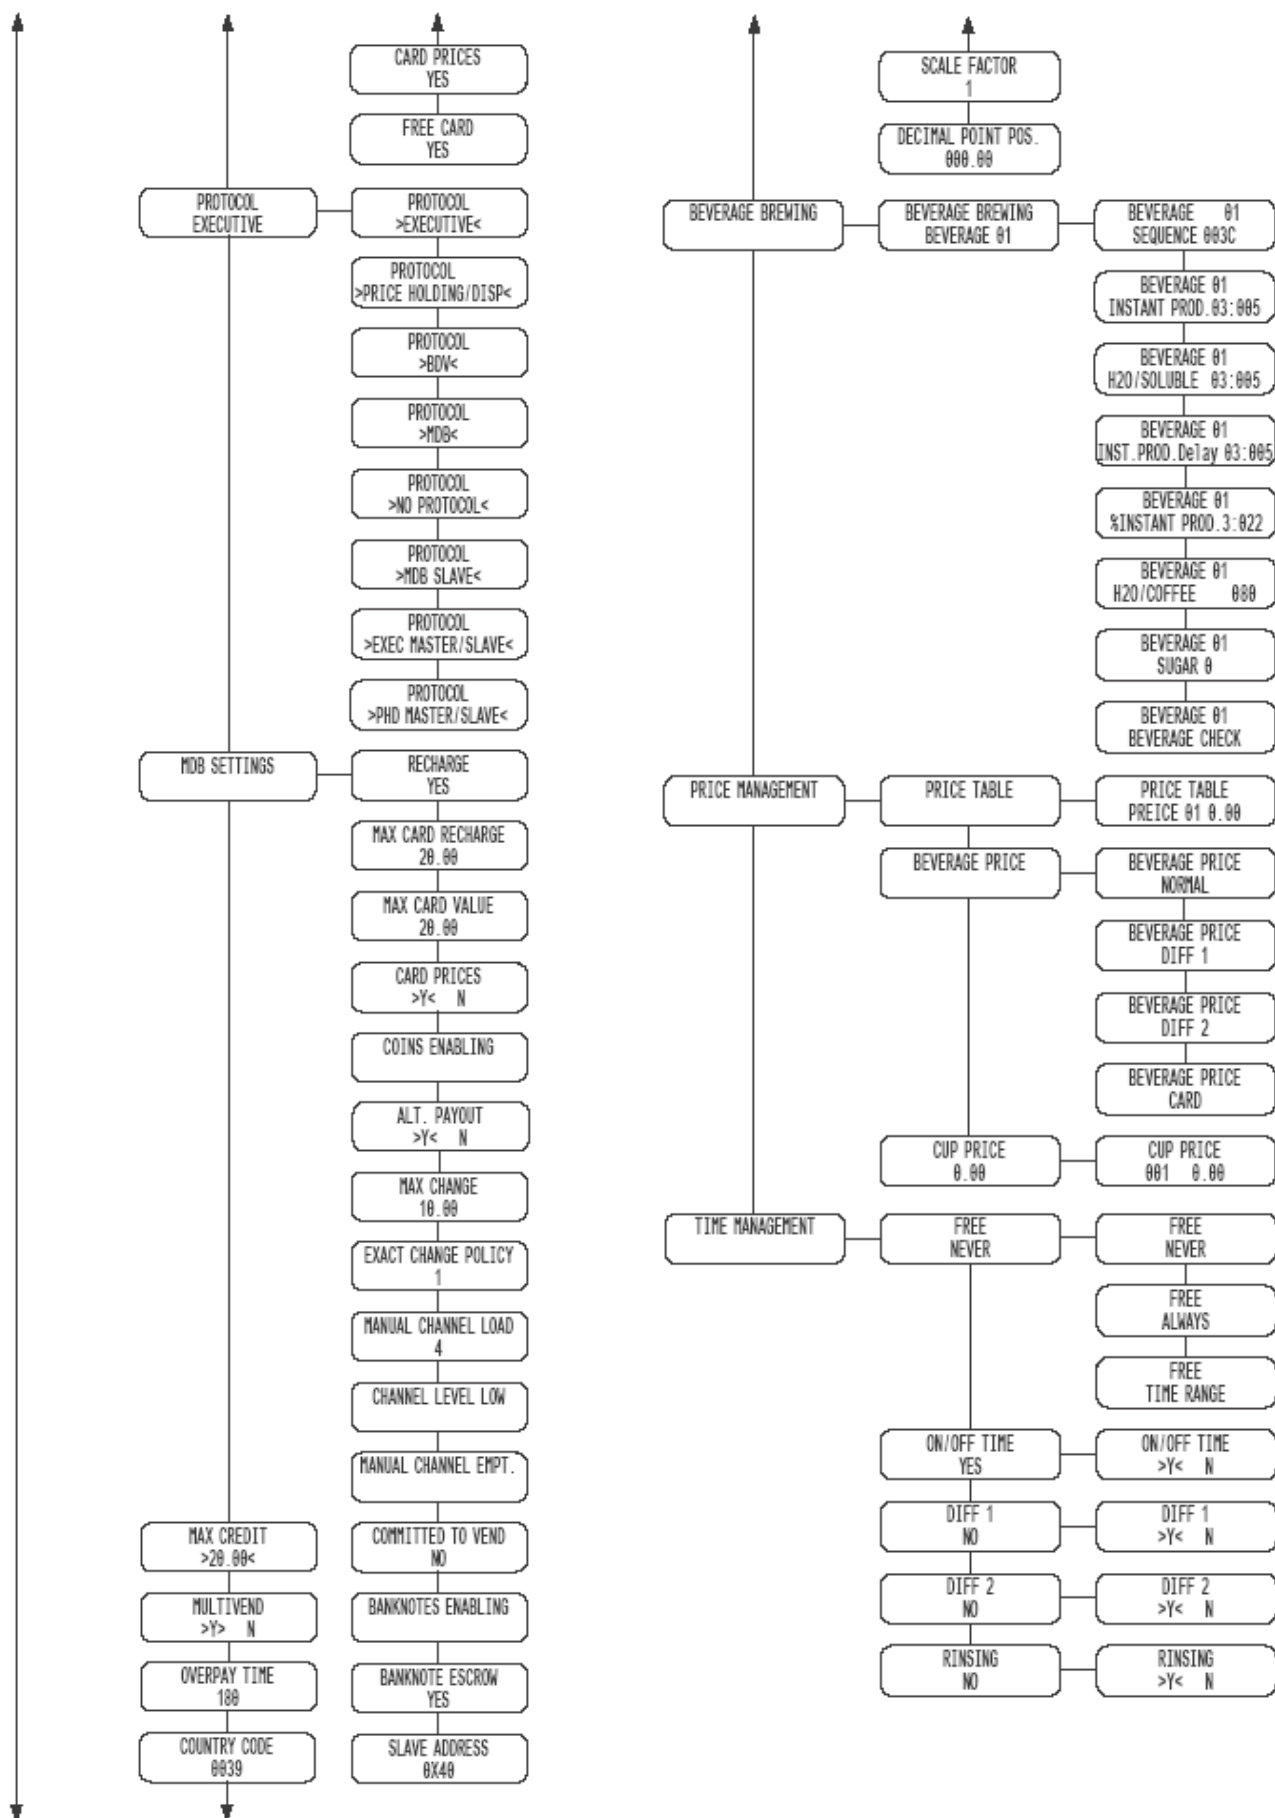 CARD PRICES
YES
FREE CARD
YES
PROTOCOL
EXECUTIVE
PROTOCOL
>EXECUTIVE<
PROTOCOL
>PRICE HOLDING/DISP<
PROTOCOL
>BDV<
PROTOCOL
>MDB<
PROTOCOL
>NO PROTOCOL<
PROTOCOL
>MDB SLAVE<
PROTOCOL
>EXEC MASTER/SLAVE<
PROTOCOL
>PHD MASTER/SLAVE<
MDB SETTINGS
RECHARGE
YES
MAX CARD RECHARGE
20.00
MAX CARD VALUE
20.00
CARD PRICES
>Y< N
COINS ENABLING
ALT. PAYOUT
>Y< N
MAX CHANGE
10.00
EXACT CHANGE POLICY
1
MANUAL CHANNEL LOAD
4
CHANNEL LEVEL LOW
MANUAL CHANNEL EMPT.
MAX CREDIT
>20.00<
COMMITTED TO VEND
NO
MULTIVEND
>Y> N
BANKNOTES ENABLING
OVERPAY TIME
180
BANKNOTE ESCROW
YES
COUNTRY CODE
0039
SLAVE ADDRESS
0X40
SCALE FACTOR
1
DECIMAL POINT POS.
000.00
BEVERAGE BREWING
BEVERAGE BREWING
BEVERAGE 01
BEVERAGE 01
SEQUENCE 003C
BEVERAGE 01
INSTANT PROD.03:005
BEVERAGE 01
H2O/SOLUBLE 03:005
BEVERAGE 01
INST.PROD.Delay 03:005
BEVERAGE 01
%INSTANT PROD.3:022
BEVERAGE 01
H2O/COFFEE 080
BEVERAGE 01
SUGAR 0
BEVERAGE 01
BEVERAGE CHECK
PRICE MANAGEMENT
PRICE TABLE
PRICE TABLE
PREICE 01 0.00
BEVERAGE PRICE
BEVERAGE PRICE
NORMAL
BEVERAGE PRICE
DIFF 1
BEVERAGE PRICE
DIFF 2
BEVERAGE PRICE
CARD
CUP PRICE
0.00
CUP PRICE
001 0.00
TIME MANAGEMENT
FREE
NEVER
FREE
NEVER
FREE
ALWAYS
FREE
TIME RANGE
ON/OFF TIME
YES
ON/OFF TIME
>Y< N
DIFF 1
NO
DIFF 1
>Y< N
DIFF 2
NO
DIFF 2
>Y< N
RINSING
NO
RINSING
>Y< N